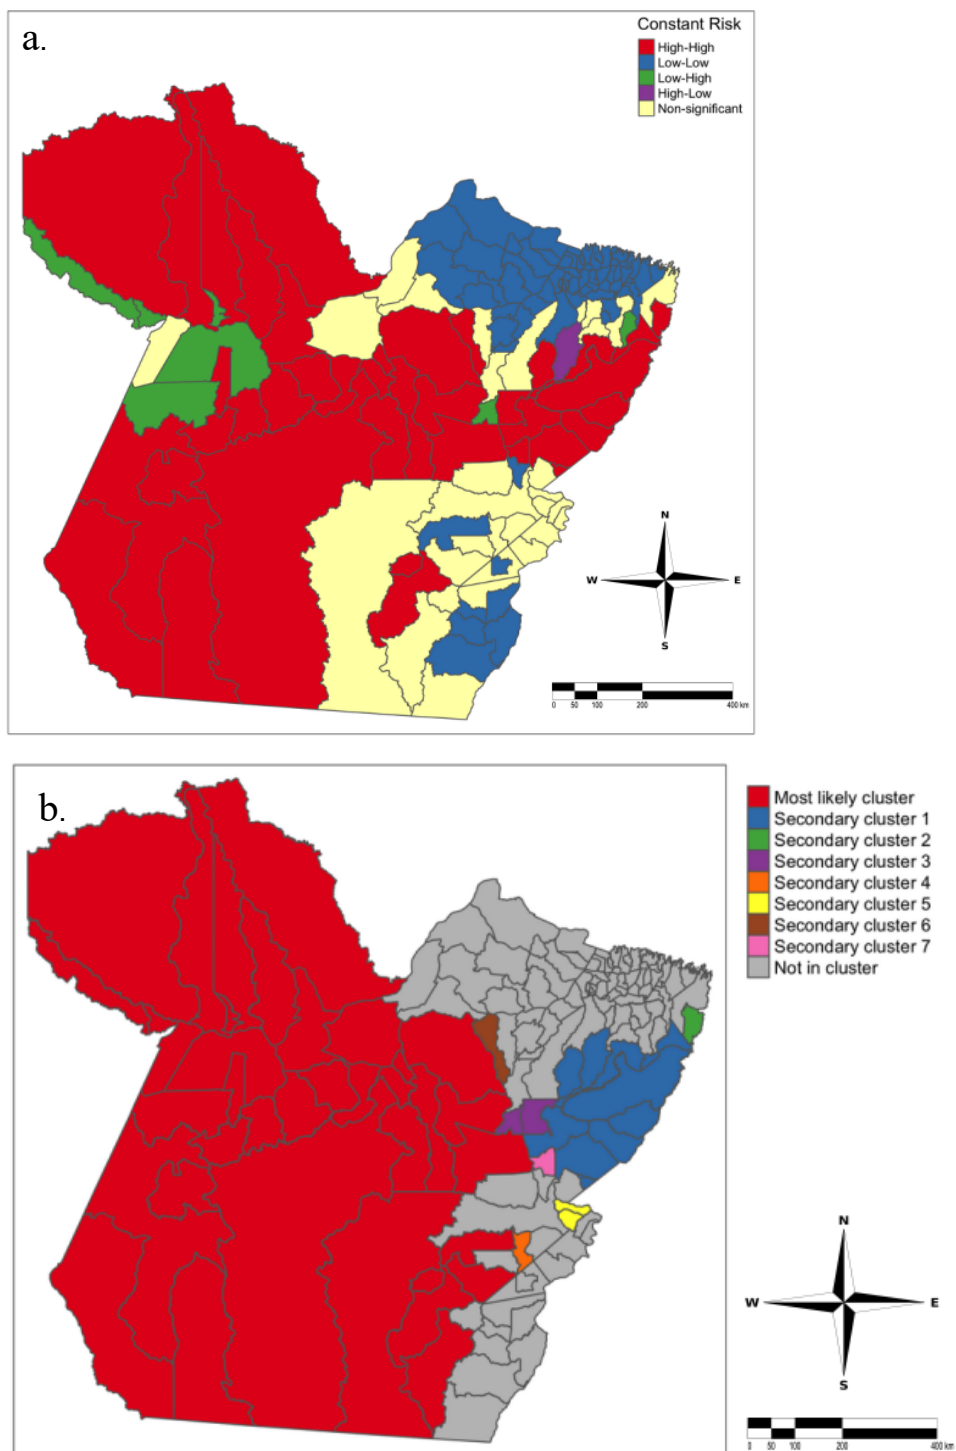 a.
Constant Risk
High-High
Low-Low
Low-High
High-Low
Non-significant
N
W E
S
0 50 100 200 400 km
b.
Most likely cluster
Secondary cluster 1
Secondary cluster 2
Secondary cluster 3
Secondary cluster 4
Secondary cluster 5
Secondary cluster 6
Secondary cluster 7
Not in cluster
N
W E
S
0 50 100 200 400 km